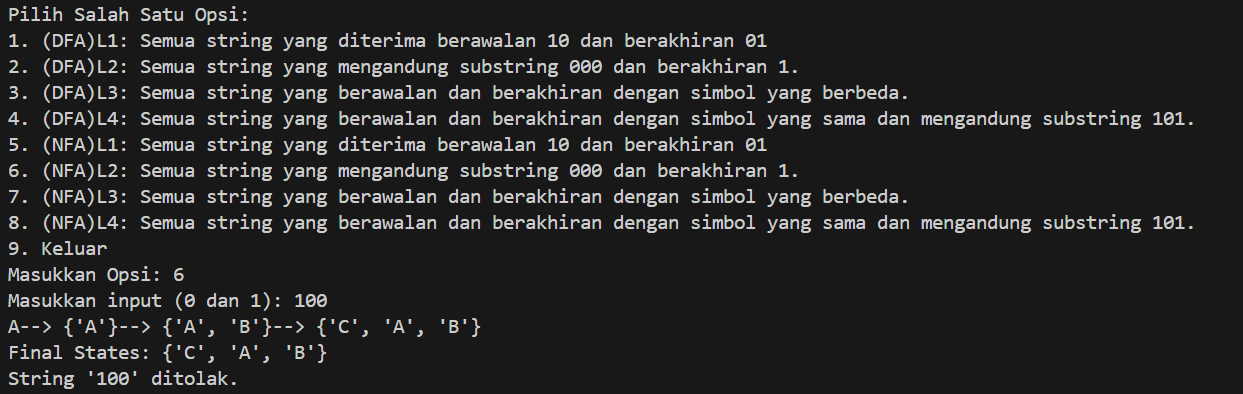 Pilih Salah Satu Opsi:
1. (DFA)L1: Semua string yang diterima berawalan 10 dan berakhiran 01
2. (DFA)L2: Semua string yang mengandung substring 000 dan berakhiran 1.
3. (DFA)L3: Semua string yang berawalan dan berakhiran dengan simbol yang berbeda.
4. (DFA)L4: Semua string yang berawalan dan berakhiran dengan simbol yang sama dan mengandung substring 101.
5. (NFA)L1: Semua string yang diterima berawalan 10 dan berakhiran 01
6. (NFA)L2: Semua string yang mengandung substring 000 dan berakhiran 1.
7. (NFA)L3: Semua string yang berawalan dan berakhiran dengan simbol yang berbeda.
8. (NFA)L4: Semua string yang berawalan dan berakhiran dengan simbol yang sama dan mengandung substring 101.
9. Keluar
Masukkan Opsi: 6
Masukkan input (0 dan 1): 100
A--> {'A'}--> {'A', 'B'}--> {'C', 'A', 'B'}
Final States: {'C', 'A', 'B'}
String '100' ditolak.